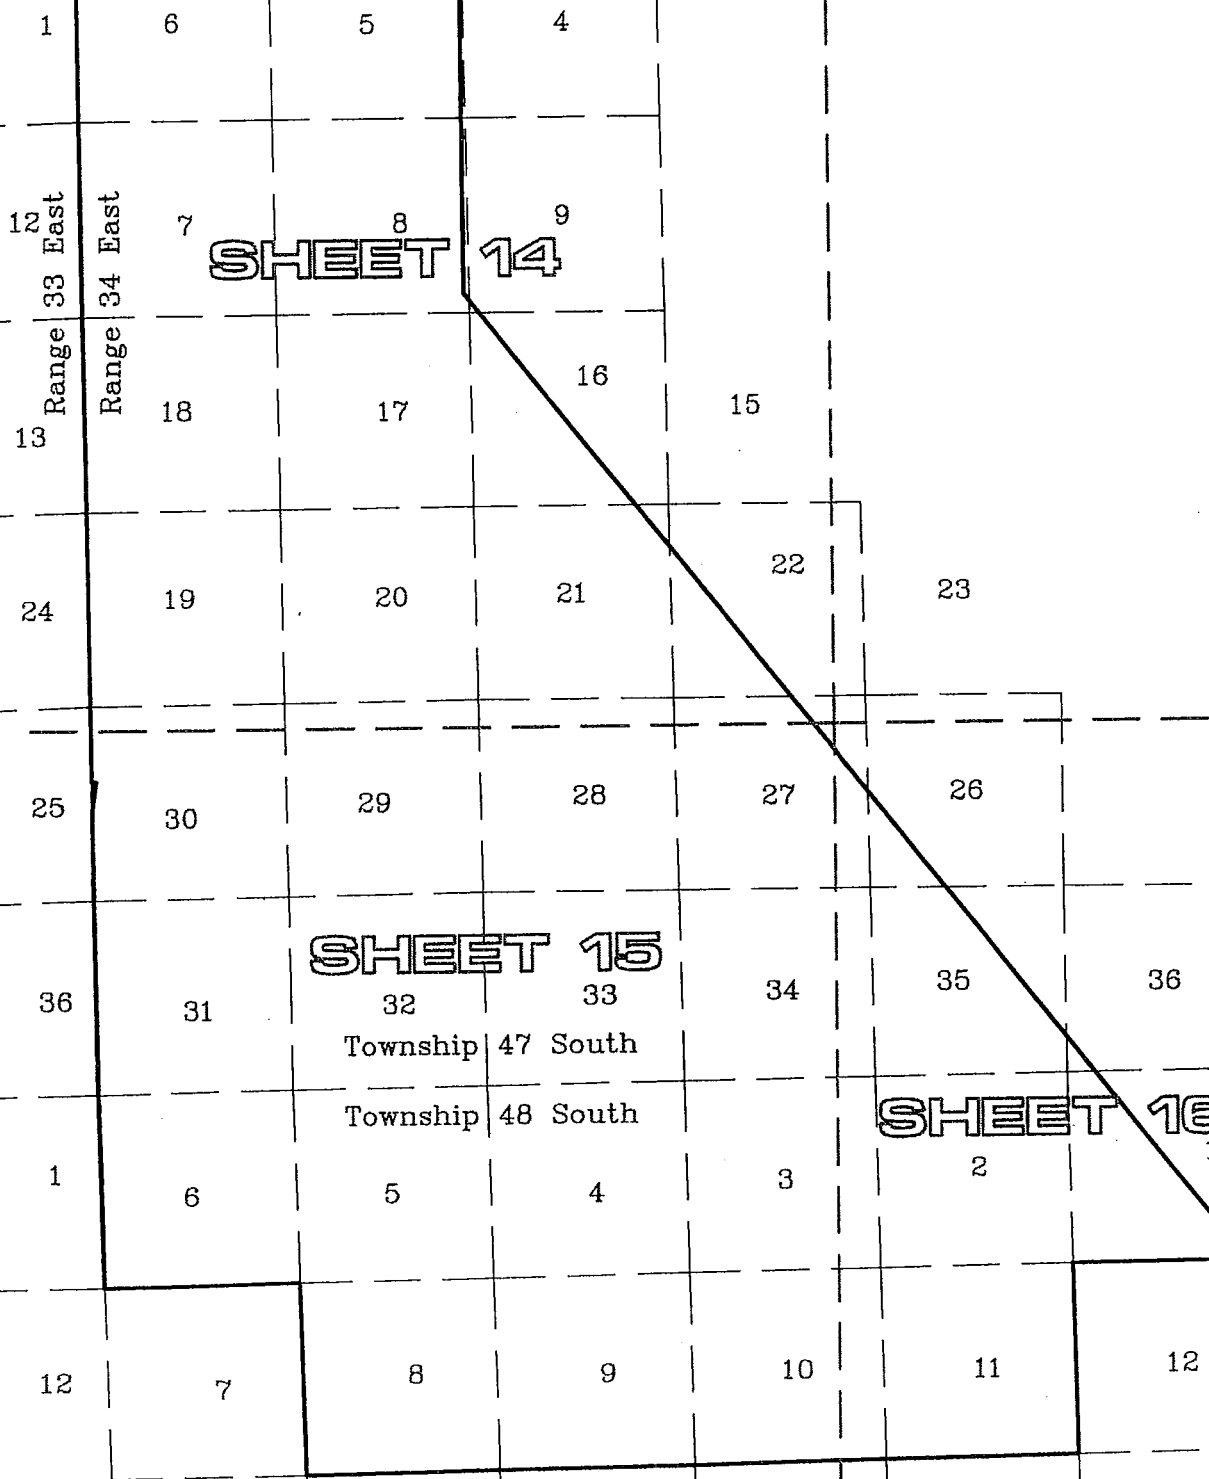 1 6 5 4
12 7 8 9
Range 33 East
Range 34 East
SHEET 14
13 18 17 16 15
24 19 20 21 22 23
25 30 29 28 27 26
SHEET 15
36 31 32 33 34 35 36
Township 47 South
Township 48 South
SHEET 16
1 6 5 4 3 2
12 7 8 9 10 11 12